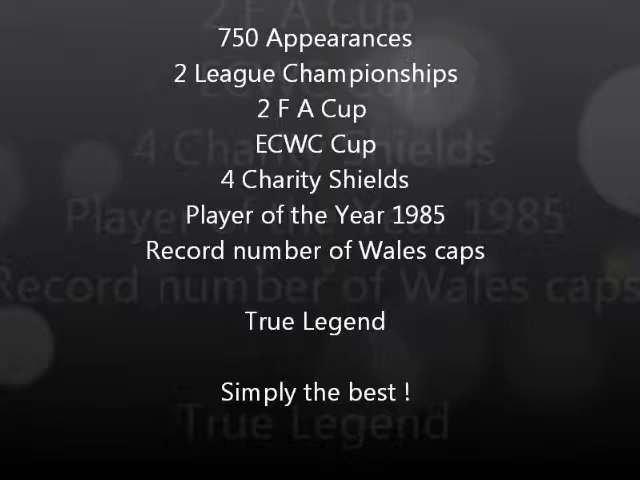 750 Appearances
2 League Championships
2 F A Cup
ECWC Cup
4 Charity Shields
Player of the Year 1985
Record number of Wales caps
True Legend
Simply the best !